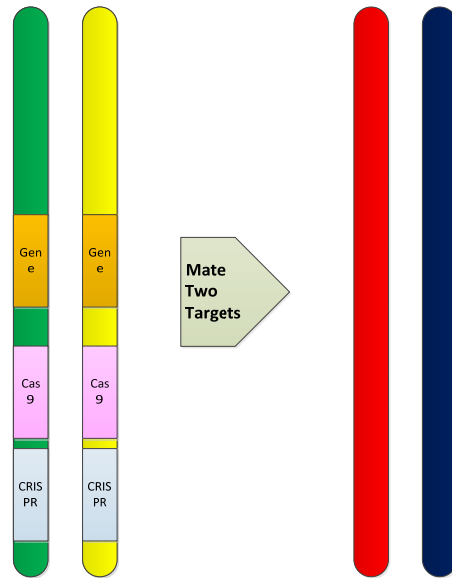 Gen
e
Gen
e
Mate
Two
Targets
Cas
9
Cas
9
CRIS
PR
CRIS
PR